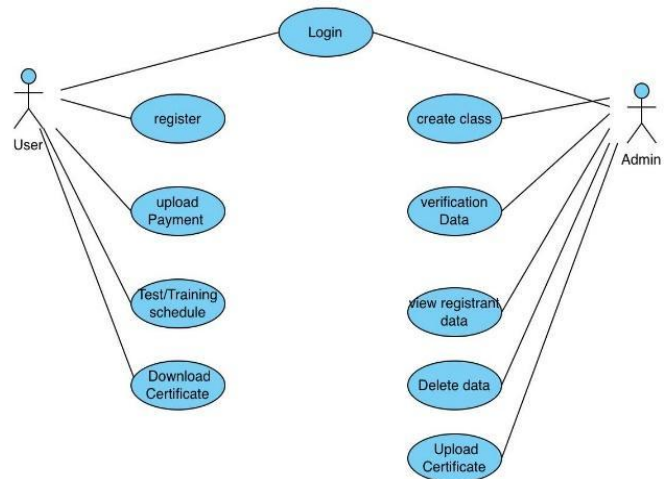 Login
register
create class
User
Admin
upload
Payment
verification
Data
Test/Training
schedule
view registrant
data
Download
Certificate
Delete data
Upload
Certificate